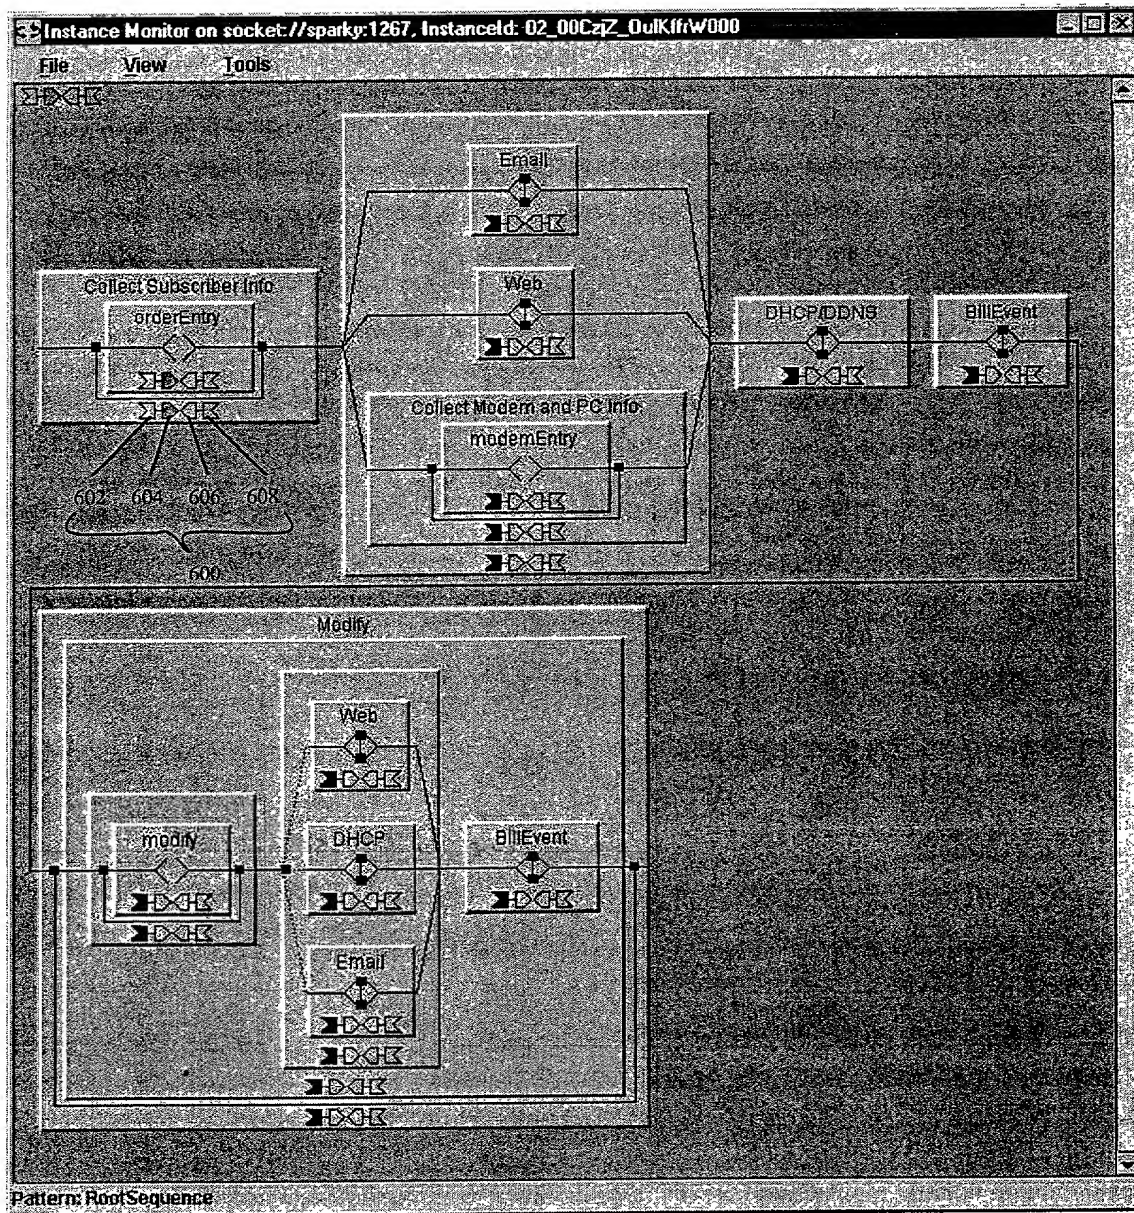 Instance Monitor on socket://sparky:1267, InstanceId:
File View Tools
Email
Collect Subscriber Info
orderEntry
Web
DHCP/DDNS
BillEvent
Collect Modem and PC Info
modemEntry
602 604 606 608
600
Modify
Web
modify
DHCP
BillEvent
Email
Pattern: RootSequence